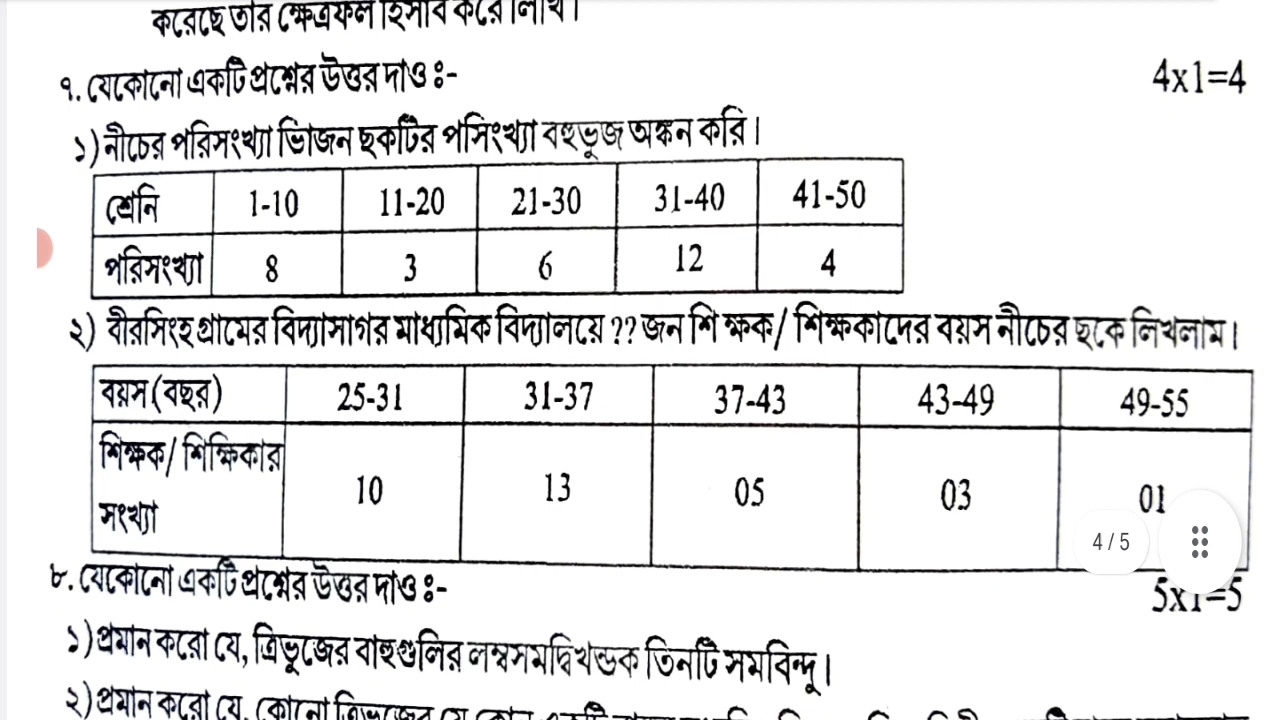 করেছে তার ক্ষেত্রফল হিসাব করে লিখি।
৭. যেকোনো একটি প্রশ্নের উত্তর দাও ঃ- 4x1=4
১) নীচের পরিসংখ্যা ভিাজন ছকটির পসিংখ্যা বহুভুজ অঙ্কন করি।
শ্রেনি 1-10 11-20 21-30 31-40 41-50
পরিসংখ্যা 8 3 6 12 4
২) বীরসিংহ গ্রামের বিদ্যাসাগর মাধ্যমিক বিদ্যালয়ে ?? জন শি ক্ষক/ শিক্ষকাদের বয়স নীচের ছকে লিখলাম।
বয়স (বছর) 25-31 31-37 37-43 43-49 49-55
শিক্ষক/ শিক্ষিকার
সংখ্যা 10 13 05 03 01
4 / 5
৮. যেকোনো একটি প্রশ্নের উত্তর দাও ঃ- 5x1=5
১) প্রমান করো যে, ত্রিভুজের বাহুগুলির লম্বসমদ্বিখন্ডক তিনটি সমবিন্দু।
২) প্রমান করো যে, কোনো ত্রিভুজের যে কোন একটি